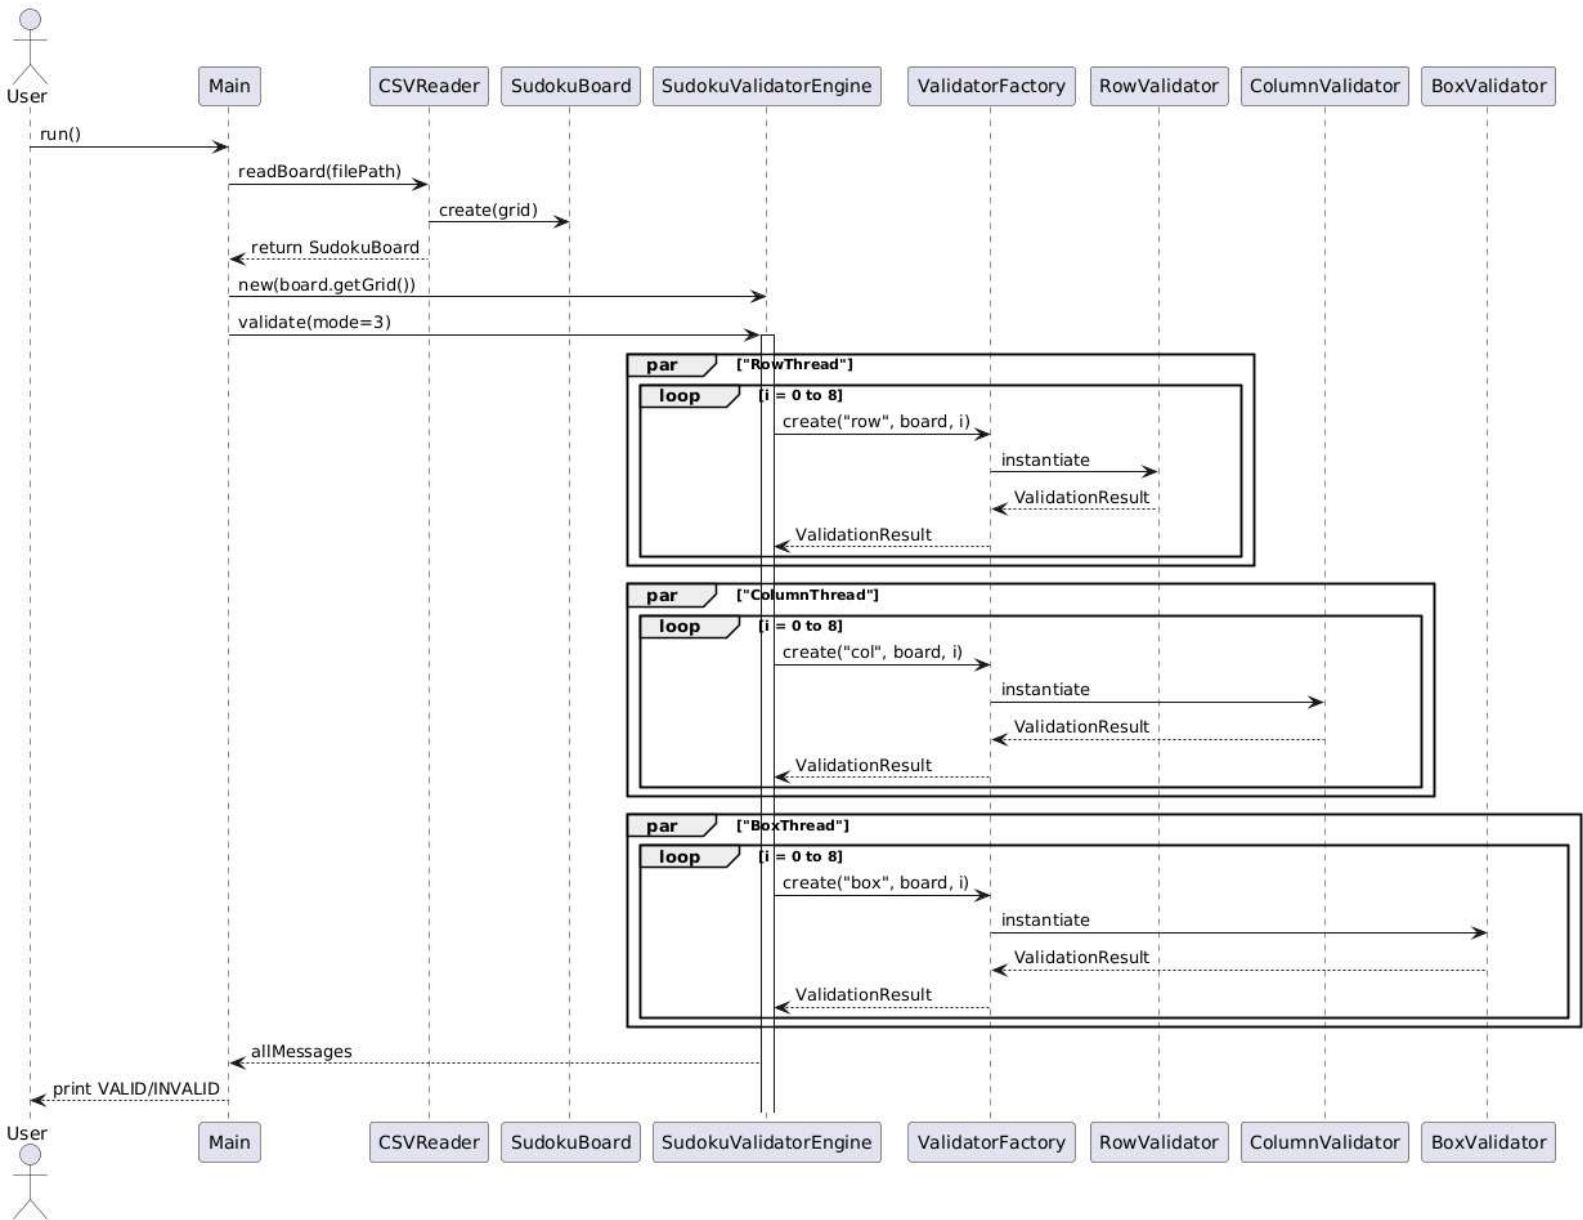 User
Main
CSVReader
SudokuBoard
SudokuValidatorEngine
ValidatorFactory
RowValidator
ColumnValidator
BoxValidator
run()
readBoard(filePath)
create(grid)
return SudokuBoard
new(board.getGrid())
validate(mode=3)
par ["RowThread"]
loop [i = 0 to 8]
create("row", board, i)
instantiate
ValidationResult
ValidationResult
par ["ColumnThread"]
loop [i = 0 to 8]
create("col", board, i)
instantiate
ValidationResult
ValidationResult
par ["BoxThread"]
loop [i = 0 to 8]
create("box", board, i)
instantiate
ValidationResult
ValidationResult
allMessages
print VALID/INVALID
User
Main
CSVReader
SudokuBoard
SudokuValidatorEngine
ValidatorFactory
RowValidator
ColumnValidator
BoxValidator